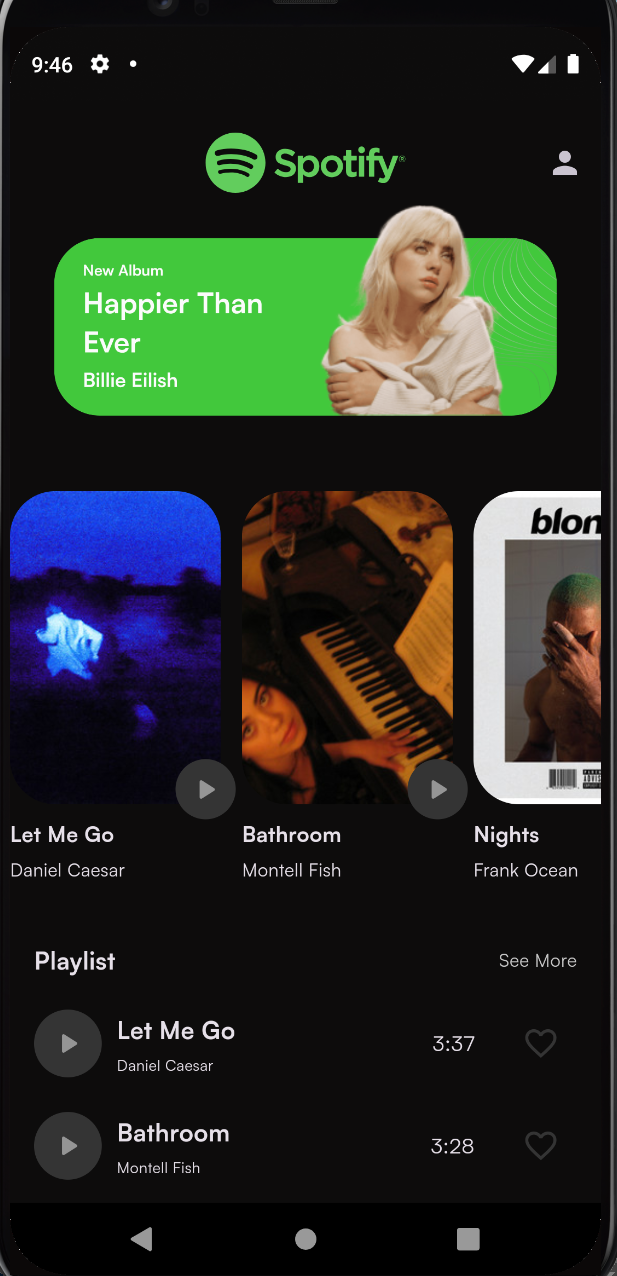 9:46
Spotify®
New Album
Happier Than
Ever
Billie Eilish
blon
Let Me Go
Bathroom
Nights
Daniel Caesar
Montell Fish
Frank Ocean
Playlist
See More
Let Me Go
3:37
Daniel Caesar
Bathroom
3:28
Montell Fish